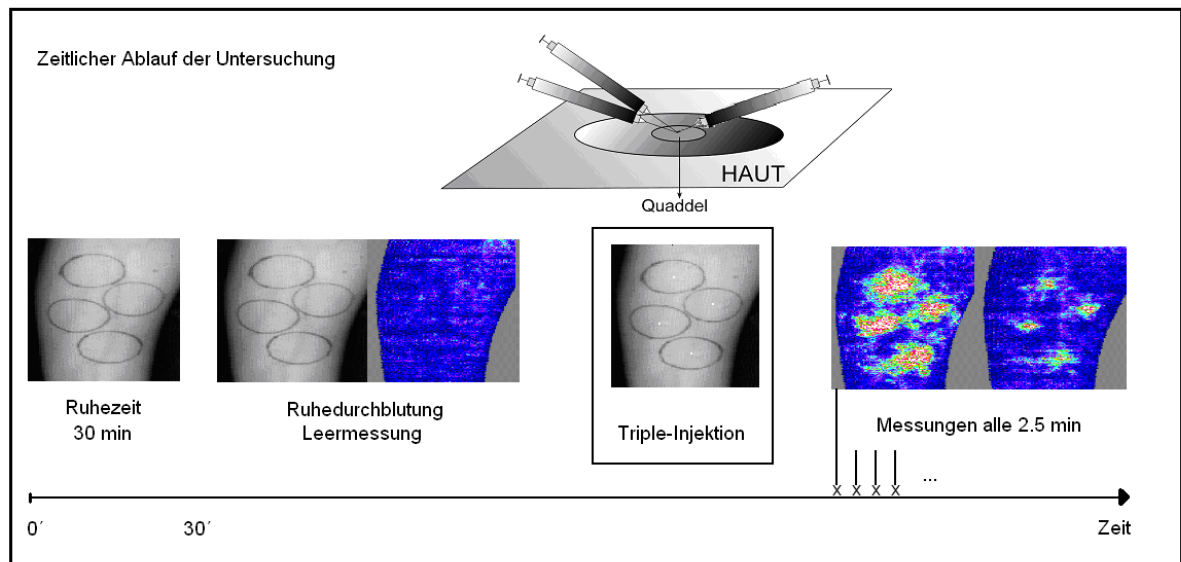 Zeitlicher Ablauf der Untersuchung
HAUT
Quaddel
Ruhezeit
30 min
Ruhedurchblutung
Leermessung
Triple-Injektion
Messungen alle 2.5 min
...
X X X X
0´
30´
Zeit